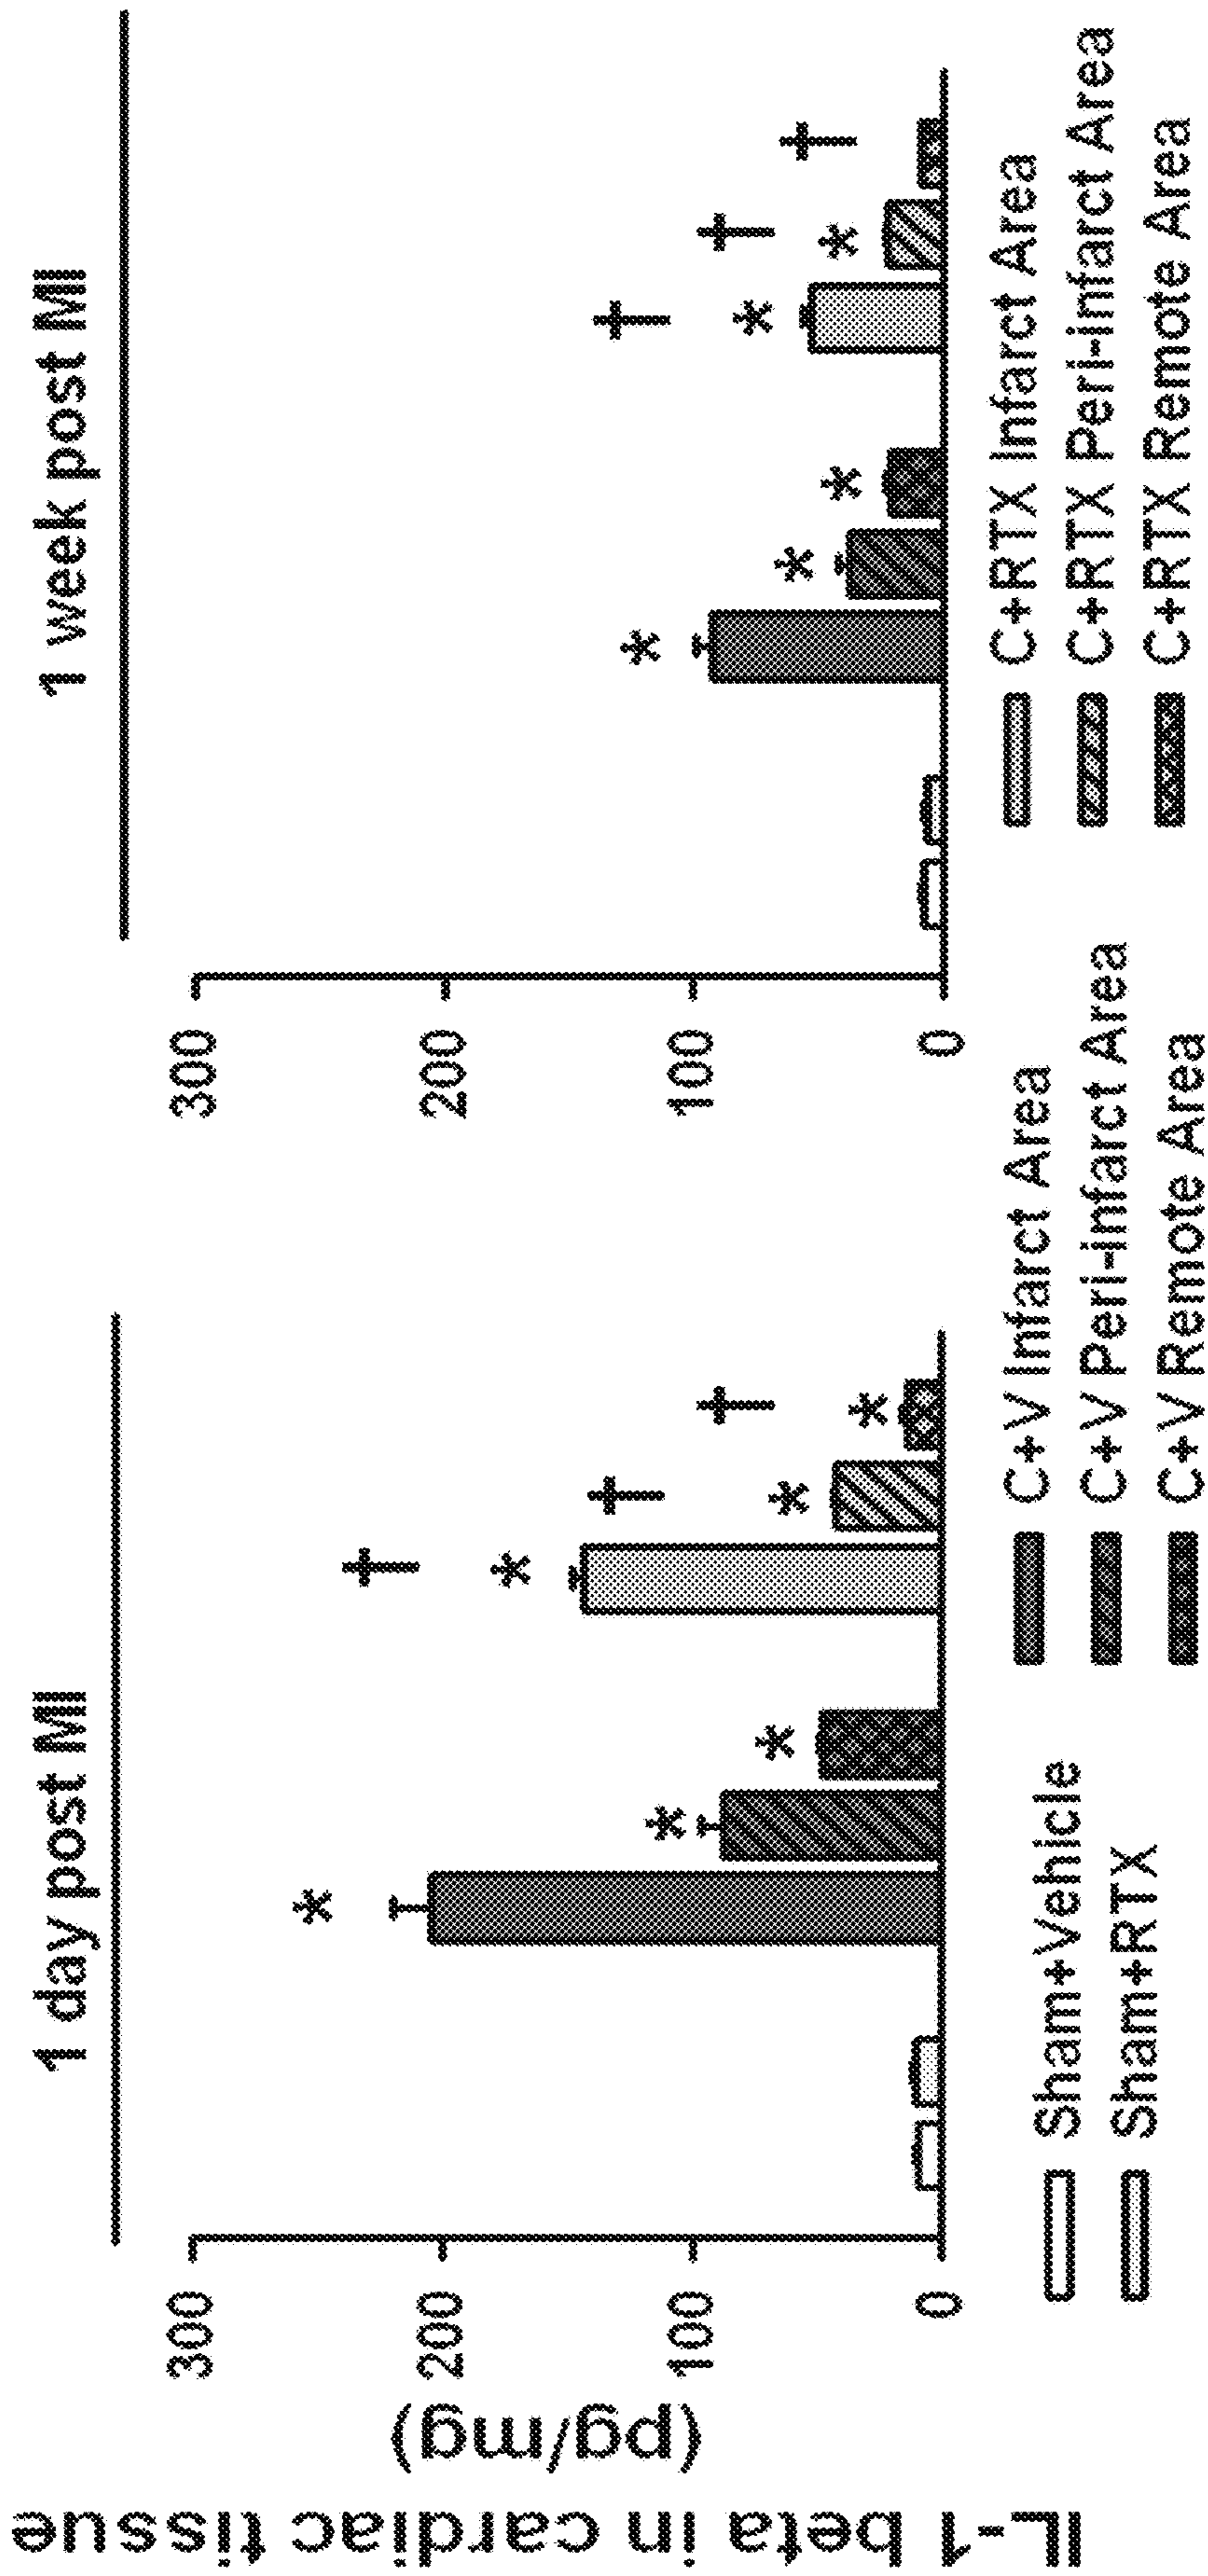 IL-1 beta in cardiac tissue
(pg/mg)
1 day post MI
300
200
100
0
* * * * † * † * †
1 week post MI
300
200
100
0
* * * * † * † †
Sham+Vehicle
Sham+RTX
C+V Infarct Area
C+V Peri-infarct Area
C+V Remote Area
C+RTX Infarct Area
C+RTX Peri-infarct Area
C+RTX Remote Area